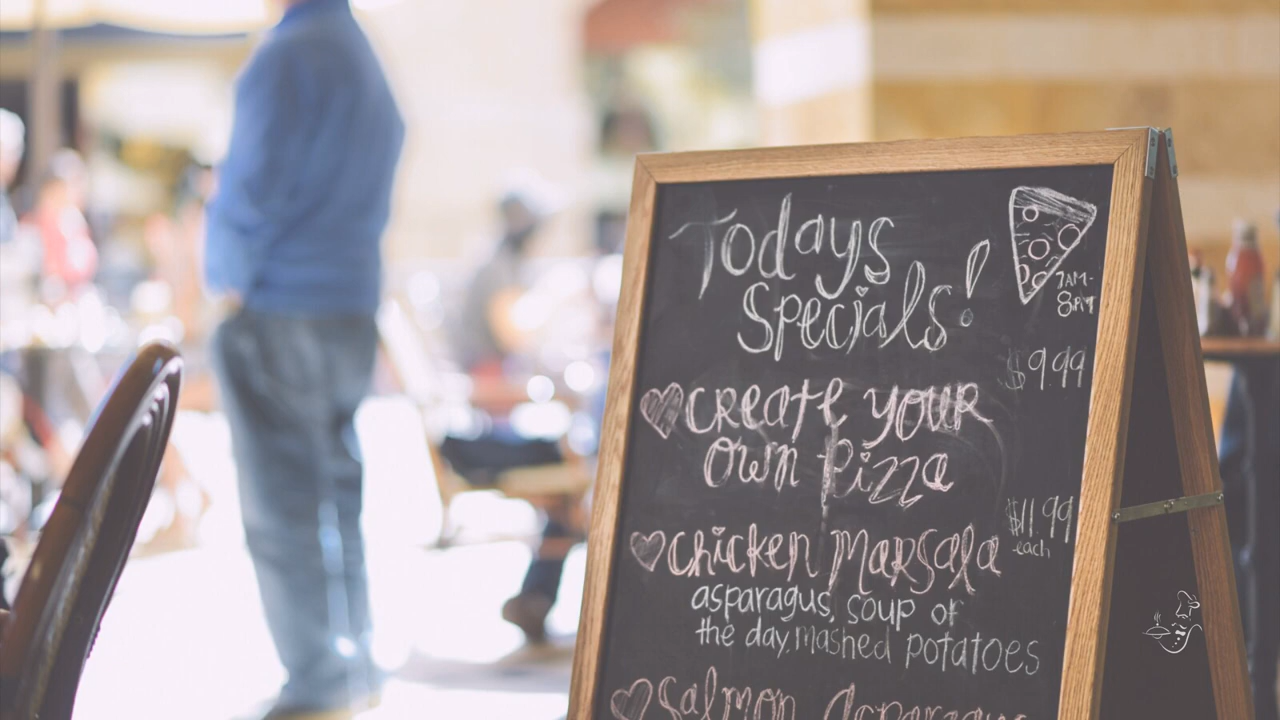 Todays
Specials!
7AM-
8PM
$9.99
create your
own Pizza
$11.99
each
chicken Marsala
asparagus, soup of
the day, mashed potatoes
Salmon Asparagus